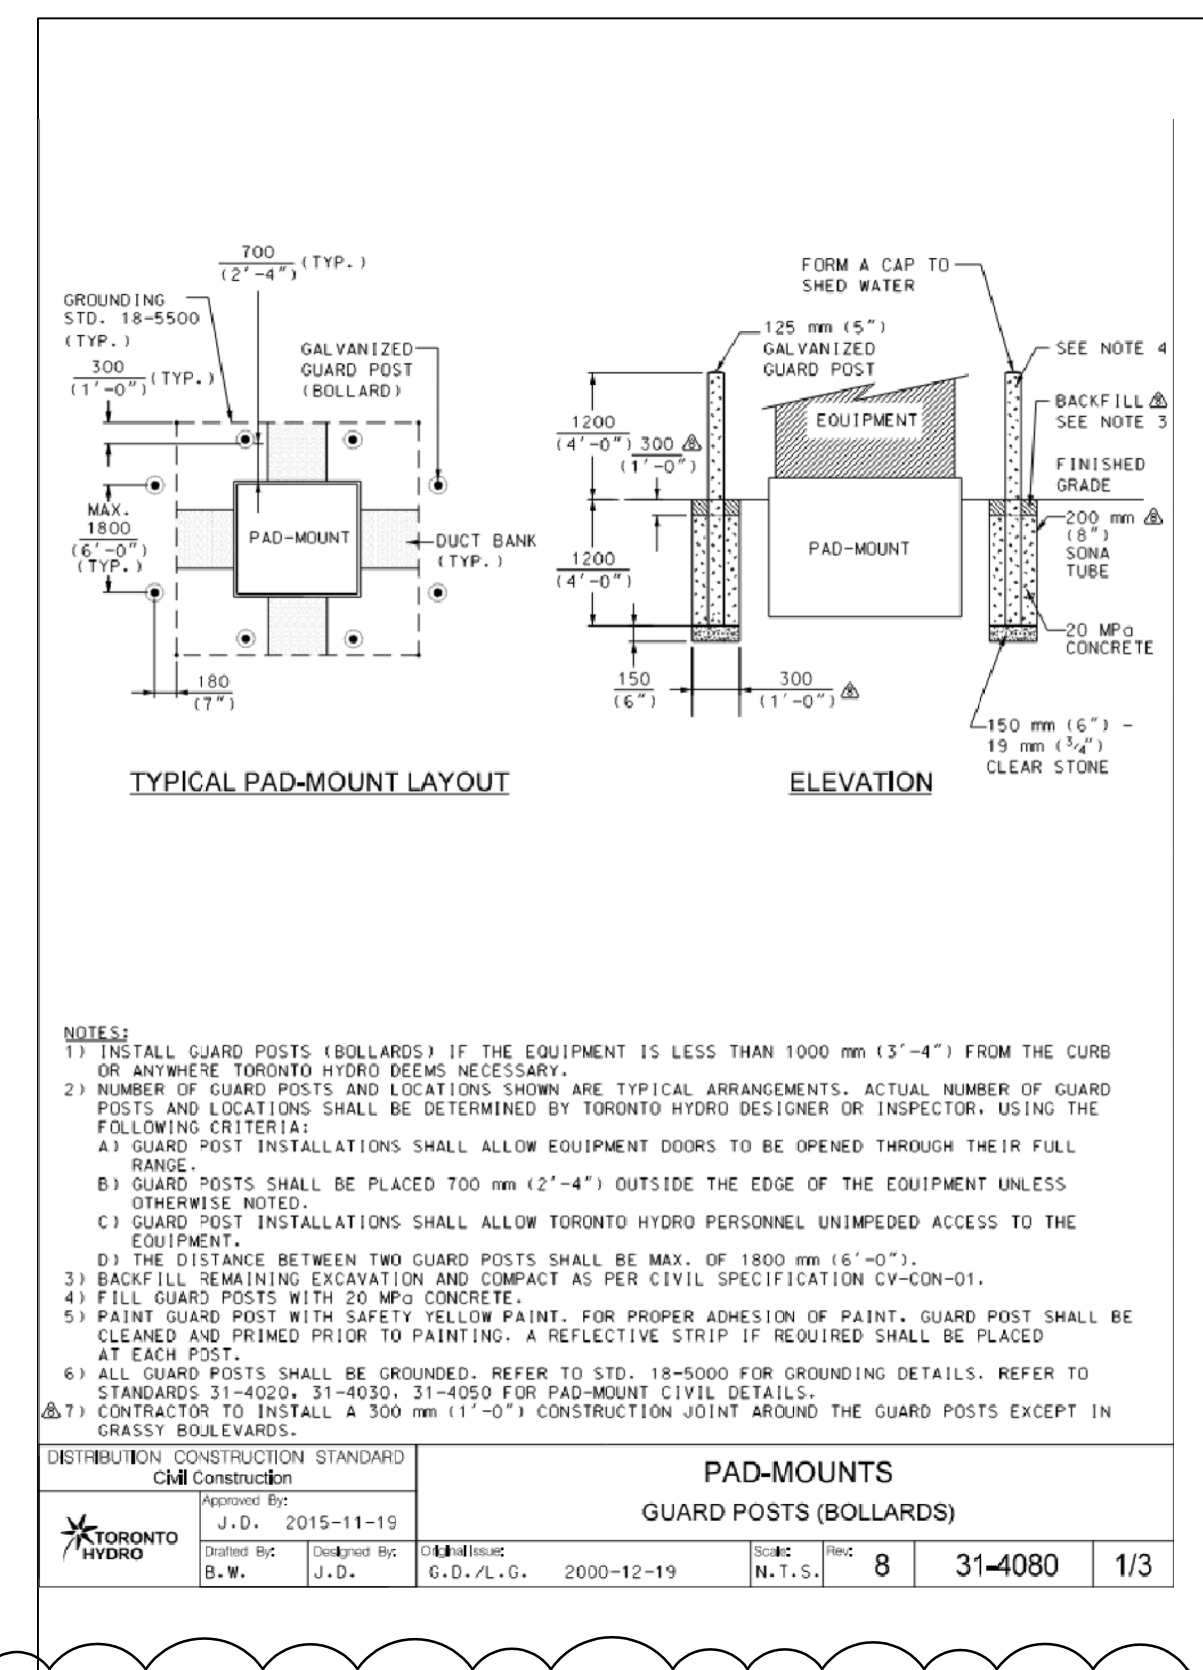 700
(2'-4") (TYP.)
GROUNDING
STD. 18-5500
(TYP.)
300
(1'-0") (TYP.)
GALVANIZED
GUARD POST
(BOLLARD)
MAX.
1800
(6'-0")
(TYP.)
PAD-MOUNT
DUCT BANK
(TYP.)
180
(7")
TYPICAL PAD-MOUNT LAYOUT
FORM A CAP TO
SHED WATER
125 mm (5")
GALVANIZED
GUARD POST
SEE NOTE 4
BACKFILL 8
SEE NOTE 3
EQUIPMENT
1200
(4'-0")
300 8
(1'-0")
FINISHED
GRADE
200 mm 8
(8")
SONA
TUBE
PAD-MOUNT
1200
(4'-0")
20 MPa
CONCRETE
150
(6")
300
(1'-0") 8
150 mm (6") -
19 mm (3/4")
CLEAR STONE
ELEVATION
NOTES:
1) INSTALL GUARD POSTS (BOLLARDS) IF THE EQUIPMENT IS LESS THAN 1000 mm (3'-4") FROM THE CURB
OR ANYWHERE TORONTO HYDRO DEEMS NECESSARY.
2) NUMBER OF GUARD POSTS AND LOCATIONS SHOWN ARE TYPICAL ARRANGEMENTS. ACTUAL NUMBER OF GUARD
POSTS AND LOCATIONS SHALL BE DETERMINED BY TORONTO HYDRO DESIGNER OR INSPECTOR, USING THE
FOLLOWING CRITERIA:
A) GUARD POST INSTALLATIONS SHALL ALLOW EQUIPMENT DOORS TO BE OPENED THROUGH THEIR FULL
RANGE.
B) GUARD POSTS SHALL BE PLACED 700 mm (2'-4") OUTSIDE THE EDGE OF THE EQUIPMENT UNLESS
OTHERWISE NOTED.
C) GUARD POST INSTALLATIONS SHALL ALLOW TORONTO HYDRO PERSONNEL UNIMPEDED ACCESS TO THE
EQUIPMENT.
D) THE DISTANCE BETWEEN TWO GUARD POSTS SHALL BE MAX. OF 1800 mm (6'-0").
3) BACKFILL REMAINING EXCAVATION AND COMPACT AS PER CIVIL SPECIFICATION CV-CON-01.
4) FILL GUARD POSTS WITH 20 MPa CONCRETE.
5) PAINT GUARD POST WITH SAFETY YELLOW PAINT. FOR PROPER ADHESION OF PAINT, GUARD POST SHALL BE
CLEANED AND PRIMED PRIOR TO PAINTING. A REFLECTIVE STRIP IF REQUIRED SHALL BE PLACED
AT EACH POST.
6) ALL GUARD POSTS SHALL BE GROUNDED. REFER TO STD. 18-5000 FOR GROUNDING DETAILS. REFER TO
STANDARDS 31-4020, 31-4030, 31-4050 FOR PAD-MOUNT CIVIL DETAILS.
8 7) CONTRACTOR TO INSTALL A 300 mm (1'-0") CONSTRUCTION JOINT AROUND THE GUARD POSTS EXCEPT IN
GRASSY BOULEVARDS.
DISTRIBUTION CONSTRUCTION STANDARD
Civil Construction
PAD-MOUNTS
GUARD POSTS (BOLLARDS)
TORONTO
HYDRO
Approved By:
J.D. 2015-11-19
Drafted By:
B.W.
Designed By:
J.D.
Original Issue:
G.D./L.G. 2000-12-19
Scale:
N.T.S.
Rev:
8
31-4080
1/3